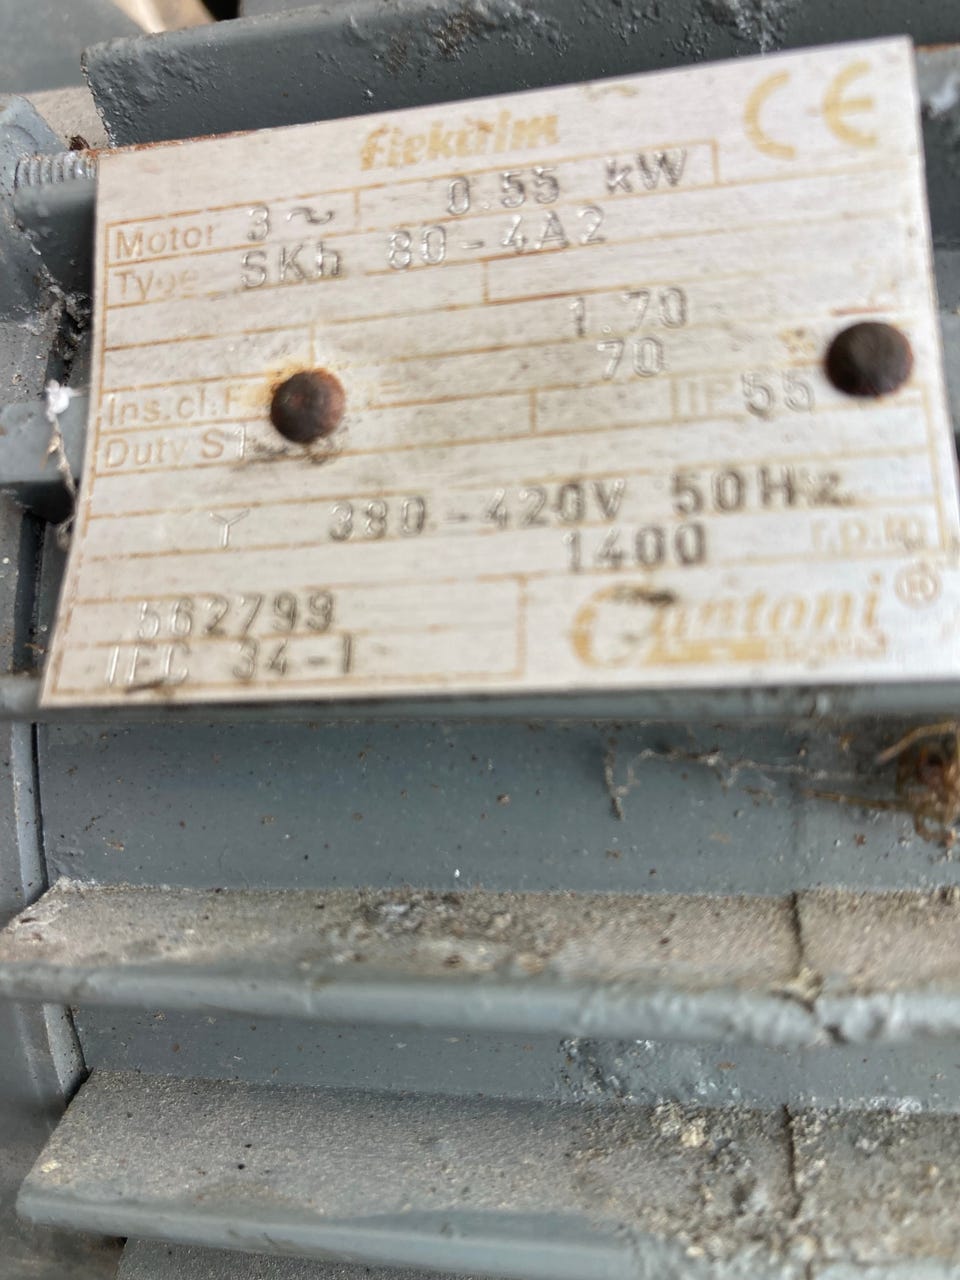 Elektrim CE
Motor 3~ 0.55 kW
Type SKh 80-4A2
1.70
70
Ins.cl.F
IP 55
Duty S1
Y 380-420V 50Hz
1400 r.p.m
562799
Cantoni ®
IEC 34-1